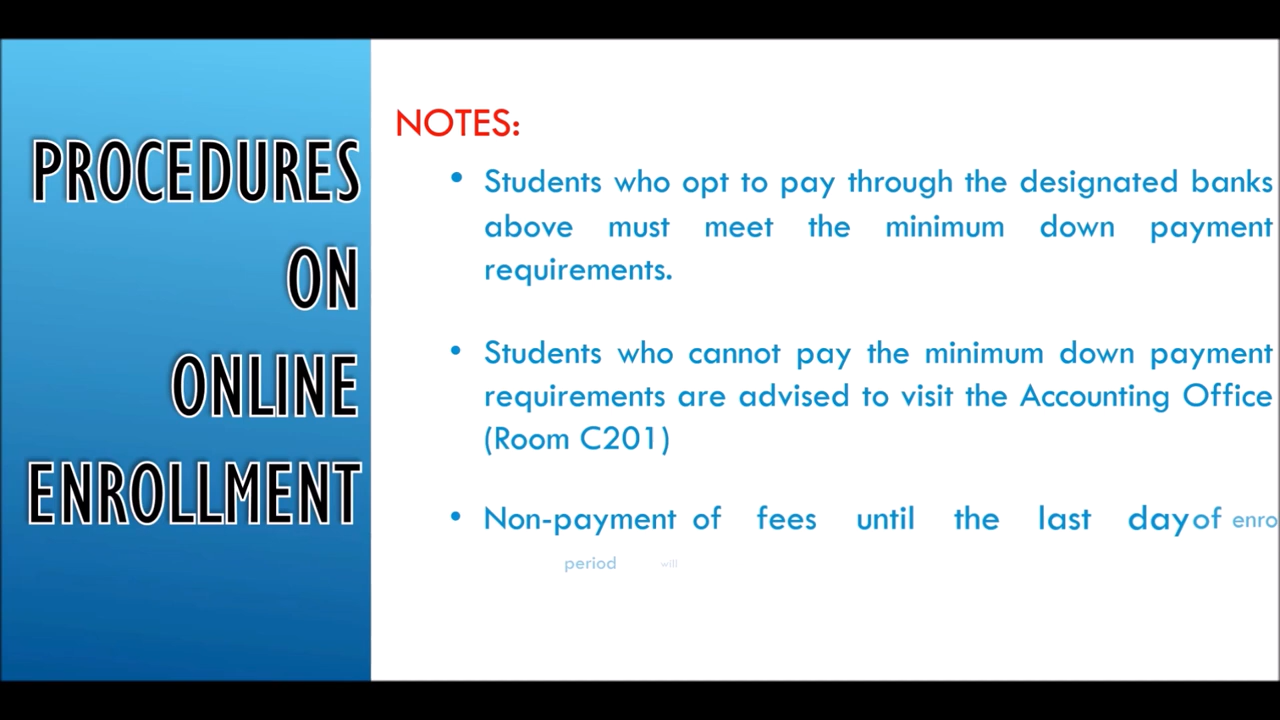 PROCEDURES
ON
ONLINE
ENROLLMENT
NOTES:
• Students who opt to pay through the designated banks
above must meet the minimum down payment
requirements.
• Students who cannot pay the minimum down payment
requirements are advised to visit the Accounting Office
(Room C201)
• Non-payment of fees until the last day of enro
period will